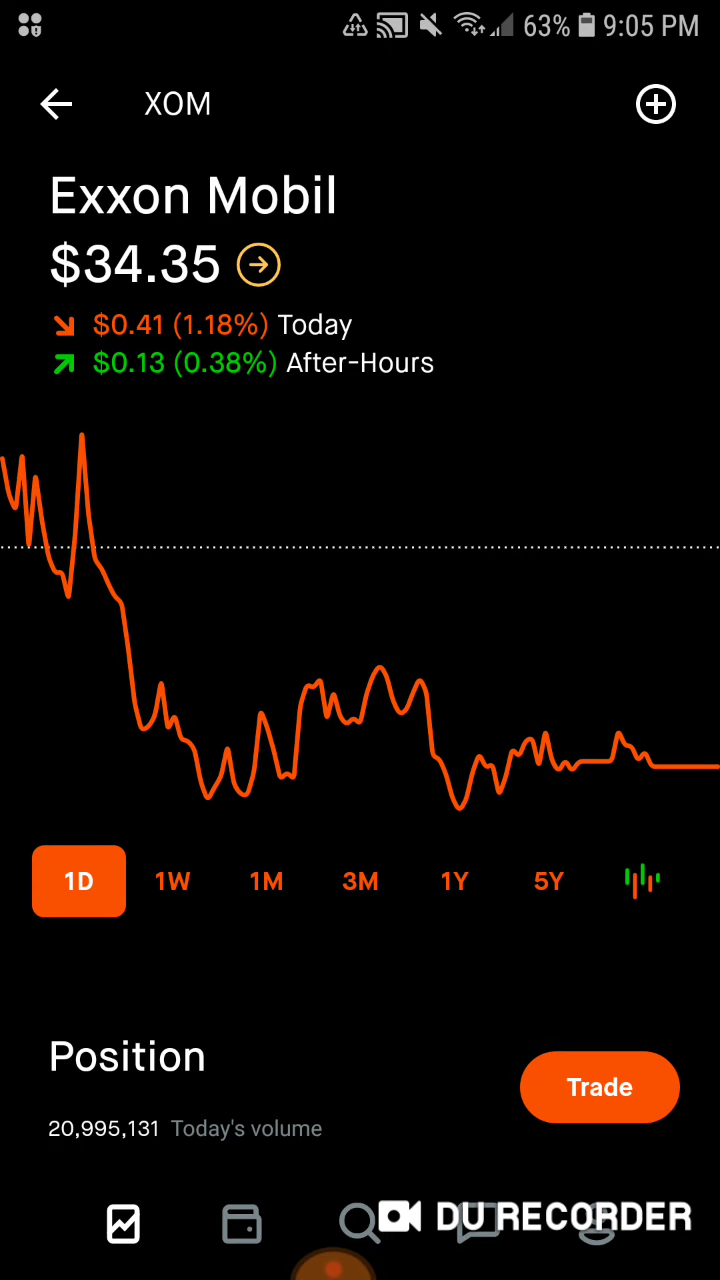 63% 9:05 PM
XOM
Exxon Mobil
$34.35
$0.41 (1.18%) Today
$0.13 (0.38%) After-Hours
1D 1W 1M 3M 1Y 5Y
Position
Trade
20,995,131 Today's volume
DU RECORDER